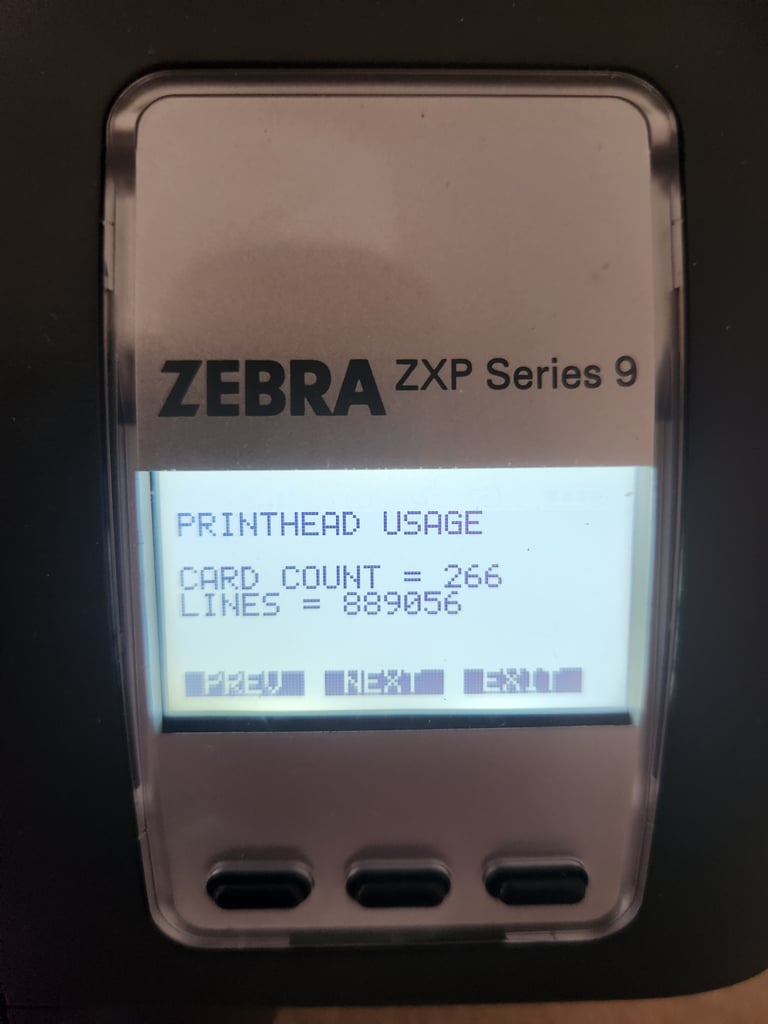 ZEBRA ZXP Series 9
PRINTHEAD USAGE
CARD COUNT = 266
LINES = 889056
PREV NEXT EXIT